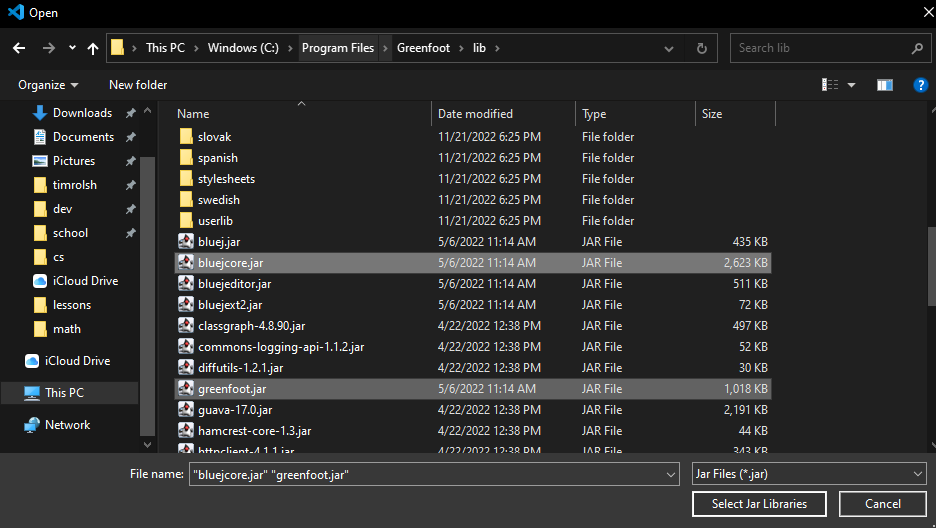 Open
This PC > Windows (C:) > Program Files > Greenfoot > lib >
Search lib
Organize
New folder
Name
Date modified
Type
Size
Downloads
Documents
Pictures
timrolsh
dev
school
cs
iCloud Drive
lessons
math
iCloud Drive
This PC
Network
slovak 11/21/2022 6:25 PM File folder
spanish 11/21/2022 6:25 PM File folder
stylesheets 11/21/2022 6:25 PM File folder
swedish 11/21/2022 6:25 PM File folder
userlib 11/21/2022 6:25 PM File folder
bluej.jar 5/6/2022 11:14 AM JAR File 435 KB
bluejcore.jar 5/6/2022 11:14 AM JAR File 2,623 KB
bluejeditor.jar 5/6/2022 11:14 AM JAR File 511 KB
bluejext2.jar 5/6/2022 11:14 AM JAR File 72 KB
classgraph-4.8.90.jar 4/22/2022 12:38 PM JAR File 497 KB
commons-logging-api-1.1.2.jar 4/22/2022 12:38 PM JAR File 52 KB
diffutils-1.2.1.jar 4/22/2022 12:38 PM JAR File 30 KB
greenfoot.jar 5/6/2022 11:14 AM JAR File 1,018 KB
guava-17.0.jar 4/22/2022 12:38 PM JAR File 2,191 KB
hamcrest-core-1.3.jar 4/22/2022 12:38 PM JAR File 44 KB
httpclient-4.1.1.jar 4/22/2022 12:38 PM JAR File 343 KB
File name: "bluejcore.jar" "greenfoot.jar"
Jar Files (*.jar)
Select Jar Libraries
Cancel